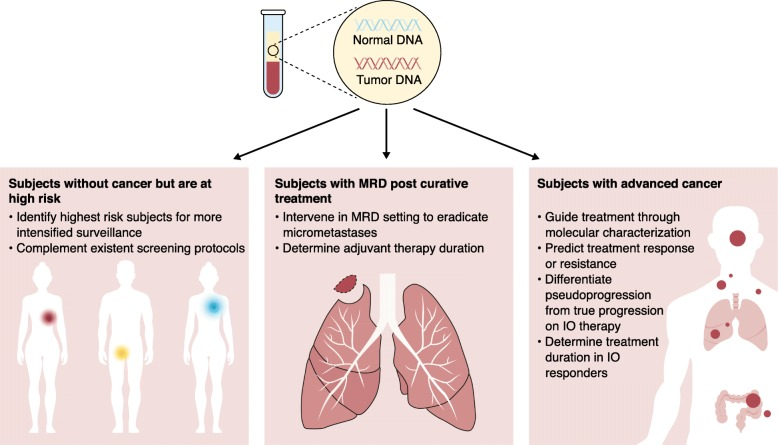 Normal DNA
Tumor DNA
Subjects without cancer but are at
high risk
• Identify highest risk subjects for more
intensified surveillance
• Complement existent screening protocols
Subjects with MRD post curative
treatment
• Intervene in MRD setting to eradicate
micrometastases
• Determine adjuvant therapy duration
Subjects with advanced cancer
• Guide treatment through
molecular characterization
• Predict treatment response
or resistance
• Differentiate
pseudoprogression
from true progression
on IO therapy
• Determine treatment
duration in IO
responders